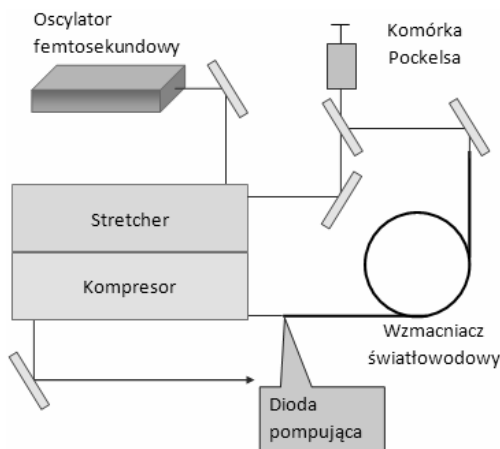 Oscylator
femtosekundowy
Komórka
Pockelsa
Stretcher
Kompresor
Wzmacniacz
światłowodowy
Dioda
pompująca